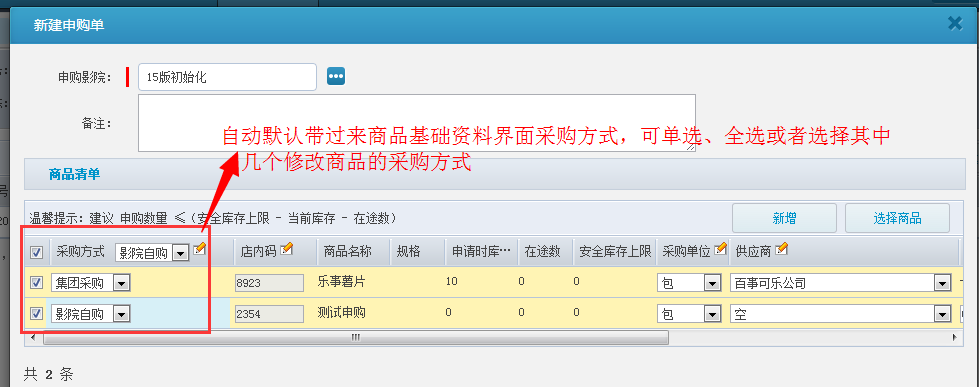 新建申购单
申购影院： 15版初始化
备注：
自动默认带过来商品基础资料界面采购方式，可单选、全选或者选择其中
几个修改商品的采购方式
商品清单
温馨提示：建议 申购数量 ≤（安全库存上限 - 当前库存 - 在途数） 新增 选择商品
采购方式 影院自购 店内码 商品名称 规格 申请时库… 在途数 安全库存上限 采购单位 供应商
集团采购 8923 乐事薯片 10 0 0 包 百事可乐公司
影院自购 2354 测试申购 0 0 0 包 空
共 2 条